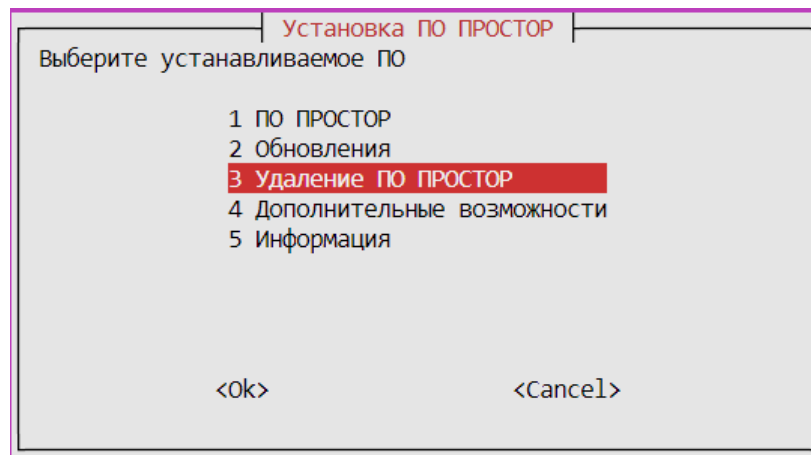 Установка ПО ПРОСТОР
Выберите устанавливаемое ПО
1 ПО ПРОСТОР
2 Обновления
3 Удаление ПО ПРОСТОР
4 Дополнительные возможности
5 Информация
<Ok> <Cancel>